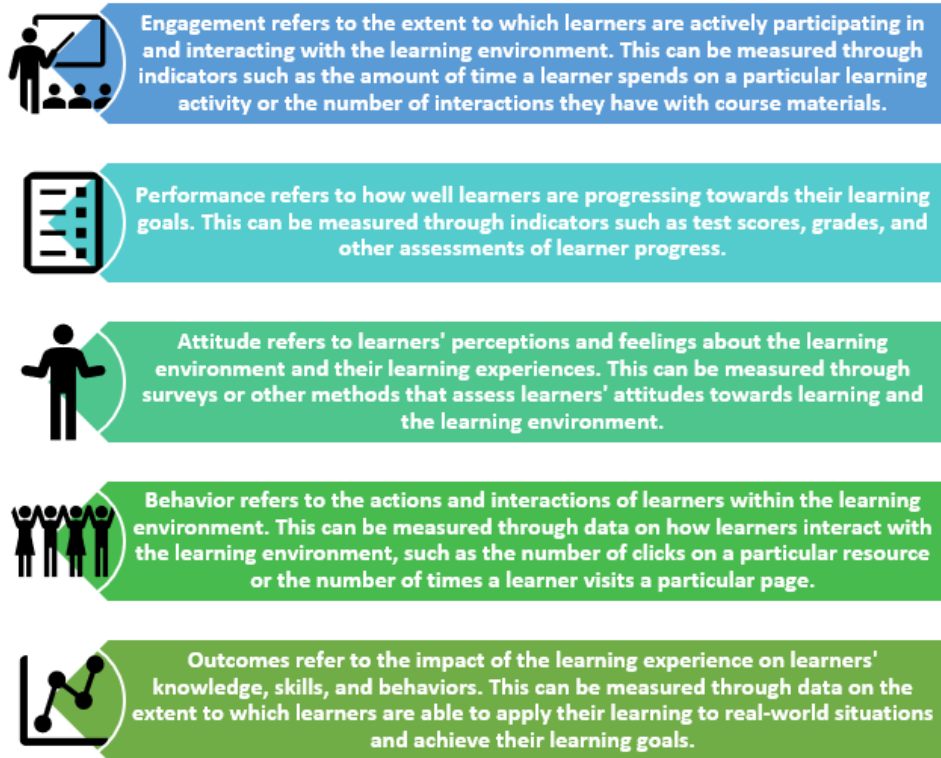 Engagement refers to the extent to which learners are actively participating in
and interacting with the learning environment. This can be measured through
indicators such as the amount of time a learner spends on a particular learning
activity or the number of interactions they have with course materials.
Performance refers to how well learners are progressing towards their learning
goals. This can be measured through indicators such as test scores, grades, and
other assessments of learner progress.
Attitude refers to learners' perceptions and feelings about the learning
environment and their learning experiences. This can be measured through
surveys or other methods that assess learners' attitudes towards learning and
the learning environment.
Behavior refers to the actions and interactions of learners within the learning
environment. This can be measured through data on how learners interact with
the learning environment, such as the number of clicks on a particular resource
or the number of times a learner visits a particular page.
Outcomes refer to the impact of the learning experience on learners'
knowledge, skills, and behaviors. This can be measured through data on the
extent to which learners are able to apply their learning to real-world situations
and achieve their learning goals.